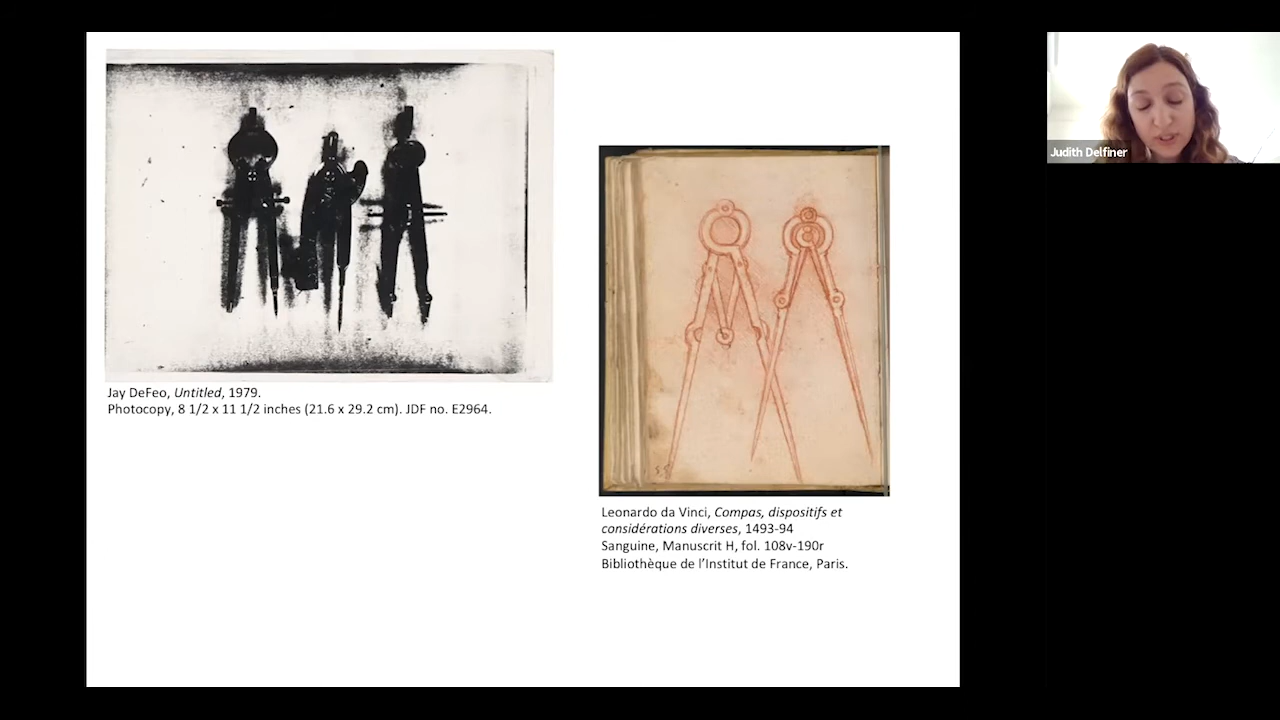 Jay DeFeo, Untitled, 1979.
Photocopy, 8 1/2 x 11 1/2 inches (21.6 x 29.2 cm). JDF no. E2964.
Leonardo da Vinci, Compas, dispositifs et
considérations diverses, 1493-94
Sanguine, Manuscrit H, fol. 108v-190r
Bibliothèque de l’Institut de France, Paris.
Judith Delfiner